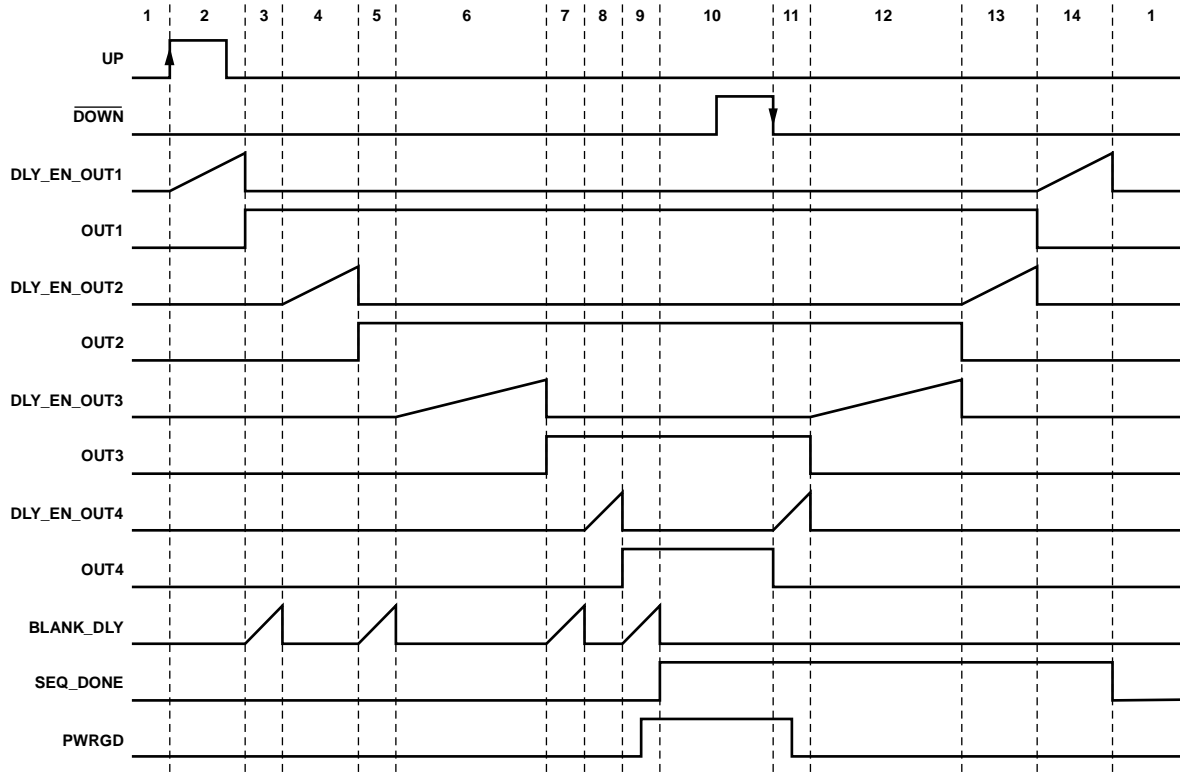 1 2 3 4 5 6 7 8 9 10 11 12 13 14 1
UP
DOWN
DLY_EN_OUT1
OUT1
DLY_EN_OUT2
OUT2
DLY_EN_OUT3
OUT3
DLY_EN_OUT4
OUT4
BLANK_DLY
SEQ_DONE
PWRGD